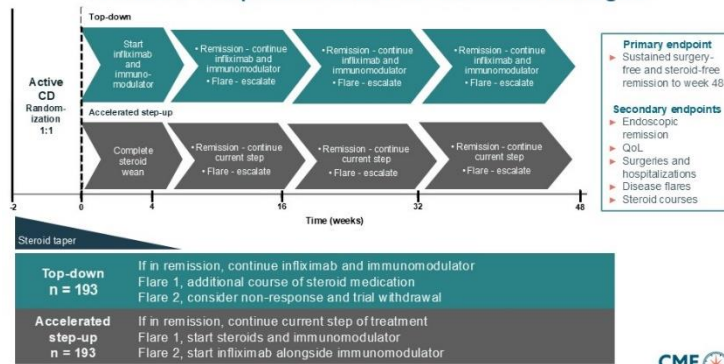 Top-down
Start
infliximab
and
immuno-
modulator
• Remission - continue
infliximab and
immunomodulator
• Flare - escalate
• Remission - continue
infliximab and
immunomodulator
• Flare - escalate
• Remission - continue
infliximab and
immunomodulator
• Flare - escalate
Active
CD
Random-
ization
1:1
Accelerated step-up
Complete
steroid
wean
• Remission - continue
current step
• Flare - escalate
• Remission - continue
current step
• Flare - escalate
• Remission - continue
current step
• Flare - escalate
-2
0
4
16
32
48
Time (weeks)
Steroid taper
Primary endpoint
► Sustained surgery-
free and steroid-free
remission to week 48
Secondary endpoints
► Endoscopic
remission
► QoL
► Surgeries and
hospitalizations
► Disease flares
► Steroid courses
Top-down
n = 193
If in remission, continue infliximab and immunomodulator
Flare 1, additional course of steroid medication
Flare 2, consider non-response and trial withdrawal
Accelerated
step-up
n = 193
If in remission, continue current step of treatment
Flare 1, start steroids and immunomodulator
Flare 2, start infliximab alongside immunomodulator
CME